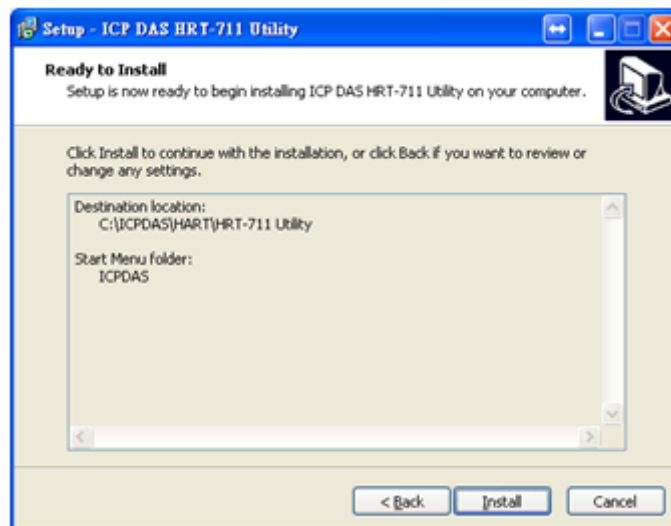 Setup - ICP DAS HRT-711 Utility
Ready to Install
Setup is now ready to begin installing ICP DAS HRT-711 Utility on your computer.
Click Install to continue with the installation, or click Back if you want to review or
change any settings.
Destination location:
C:\ICPDAS\HART\HRT-711 Utility
Start Menu folder:
ICPDAS
< Back Install Cancel